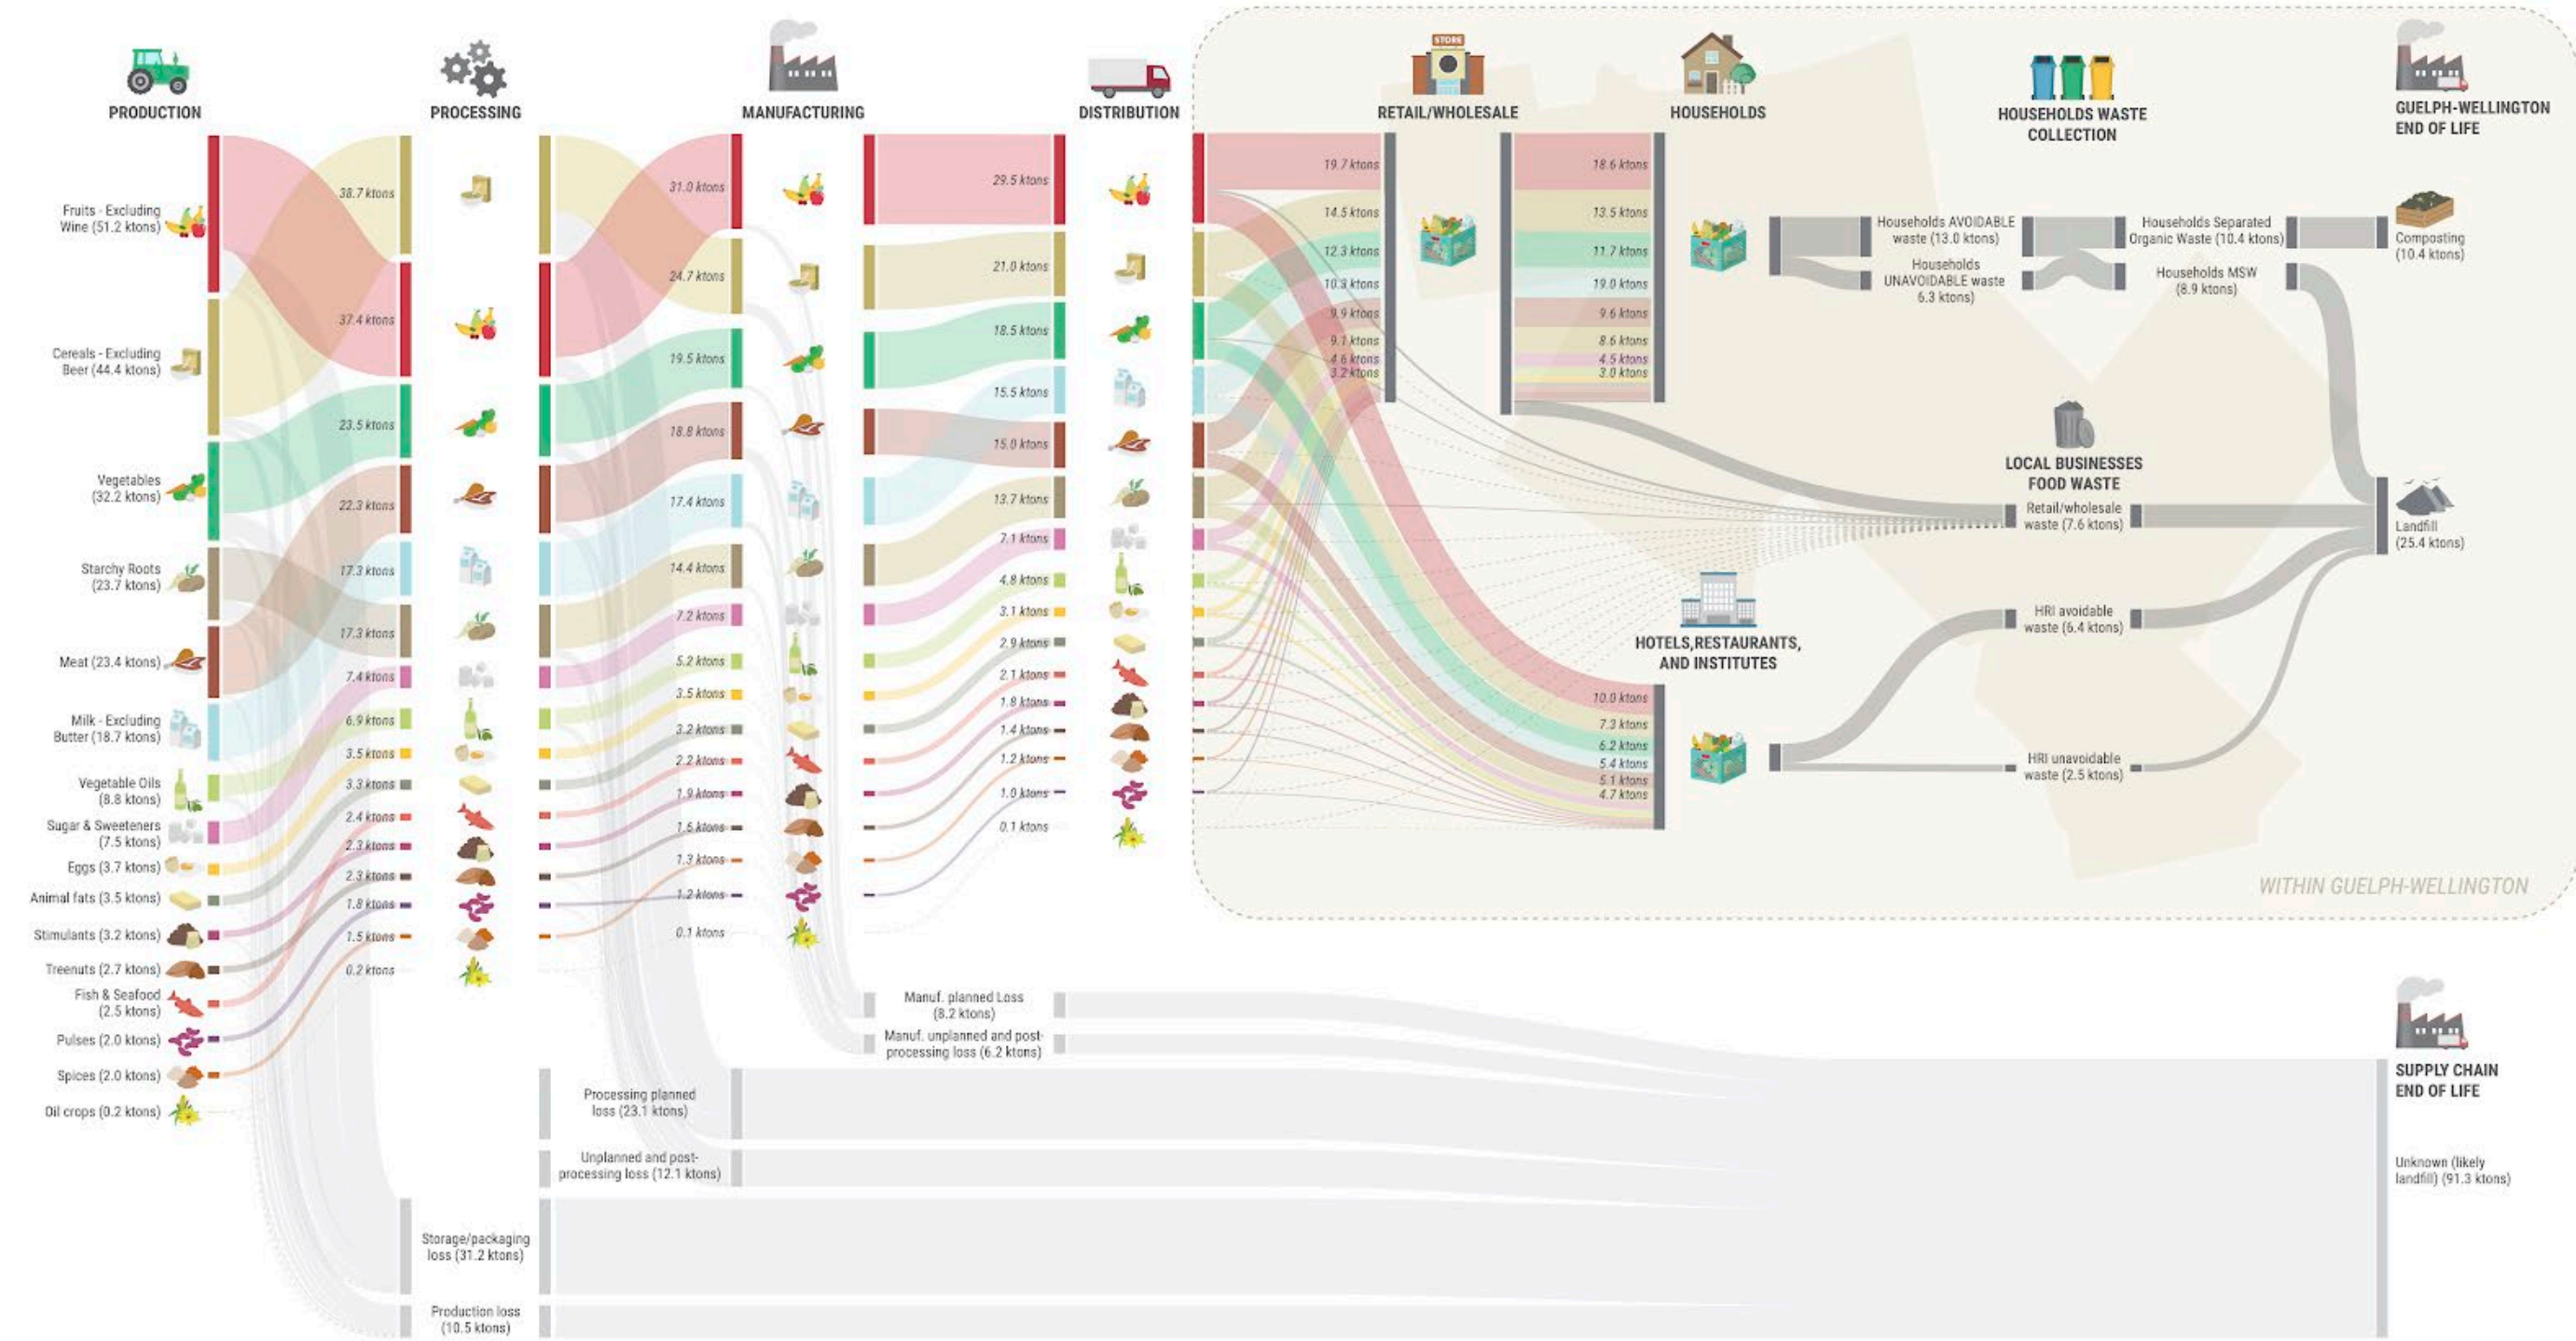 PRODUCTION
PROCESSING
MANUFACTURING
DISTRIBUTION
STORE
RETAIL/WHOLESALE
HOUSEHOLDS
HOUSEHOLDS WASTE
COLLECTION
GUELPH-WELLINGTON
END OF LIFE
Fruits - Excluding
Wine (51.2 ktons)
Cereals - Excluding
Beer (44.4 ktons)
Vegetables
(32.2 ktons)
Starchy Roots
(23.7 ktons)
Meat (23.4 ktons)
Milk - Excluding
Butter (18.7 ktons)
Vegetable Oils
(8.8 ktons)
Sugar & Sweeteners
(7.5 ktons)
Eggs (3.7 ktons)
Animal fats (3.5 ktons)
Stimulants (3.2 ktons)
Treenuts (2.7 ktons)
Fish & Seafood
(2.5 ktons)
Pulses (2.0 ktons)
Spices (2.0 ktons)
Oil crops (0.2 ktons)
38.7 ktons
37.4 ktons
23.5 ktons
22.3 ktons
17.3 ktons
17.3 ktons
7.4 ktons
6.9 ktons
3.5 ktons
3.3 ktons
2.4 ktons
2.3 ktons
2.3 ktons
1.8 ktons
1.5 ktons
0.2 ktons
Storage/packaging
loss (31.2 ktons)
Production loss
(10.5 ktons)
31.0 ktons
24.7 ktons
19.5 ktons
18.8 ktons
17.4 ktons
14.4 ktons
7.2 ktons
5.2 ktons
3.5 ktons
3.2 ktons
2.2 ktons
1.9 ktons
1.5 ktons
1.3 ktons
1.2 ktons
0.1 ktons
Processing planned
loss (23.1 ktons)
Unplanned and post-
processing loss (12.1 ktons)
29.5 ktons
21.0 ktons
18.5 ktons
15.5 ktons
15.0 ktons
13.7 ktons
7.1 ktons
4.8 ktons
3.1 ktons
2.9 ktons
2.1 ktons
1.8 ktons
1.4 ktons
1.2 ktons
1.0 ktons
0.1 ktons
Manuf. planned Loss
(8.2 ktons)
Manuf. unplanned and post-
processing loss (6.2 ktons)
19.7 ktons
14.5 ktons
12.3 ktons
10.3 ktons
9.9 ktons
9.1 ktons
4.6 ktons
3.2 ktons
18.6 ktons
13.5 ktons
11.7 ktons
19.0 ktons
9.6 ktons
8.6 ktons
4.5 ktons
3.0 ktons
HOTELS,RESTAURANTS,
AND INSTITUTES
10.0 ktons
7.3 ktons
6.2 ktons
5.4 ktons
5.1 ktons
4.7 ktons
Households AVOIDABLE
waste (13.0 ktons)
Households
UNAVOIDABLE waste
6.3 ktons)
Households Separated
Organic Waste (10.4 ktons)
Households MSW
(8.9 ktons)
Composting
(10.4 ktons)
LOCAL BUSINESSES
FOOD WASTE
Retail/wholesale
waste (7.6 ktons)
HRI avoidable
waste (6.4 ktons)
HRI unavoidable
waste (2.5 ktons)
Landfill
(25.4 ktons)
WITHIN GUELPH-WELLINGTON
SUPPLY CHAIN
END OF LIFE
Unknown (likely
landfill) (91.3 ktons)